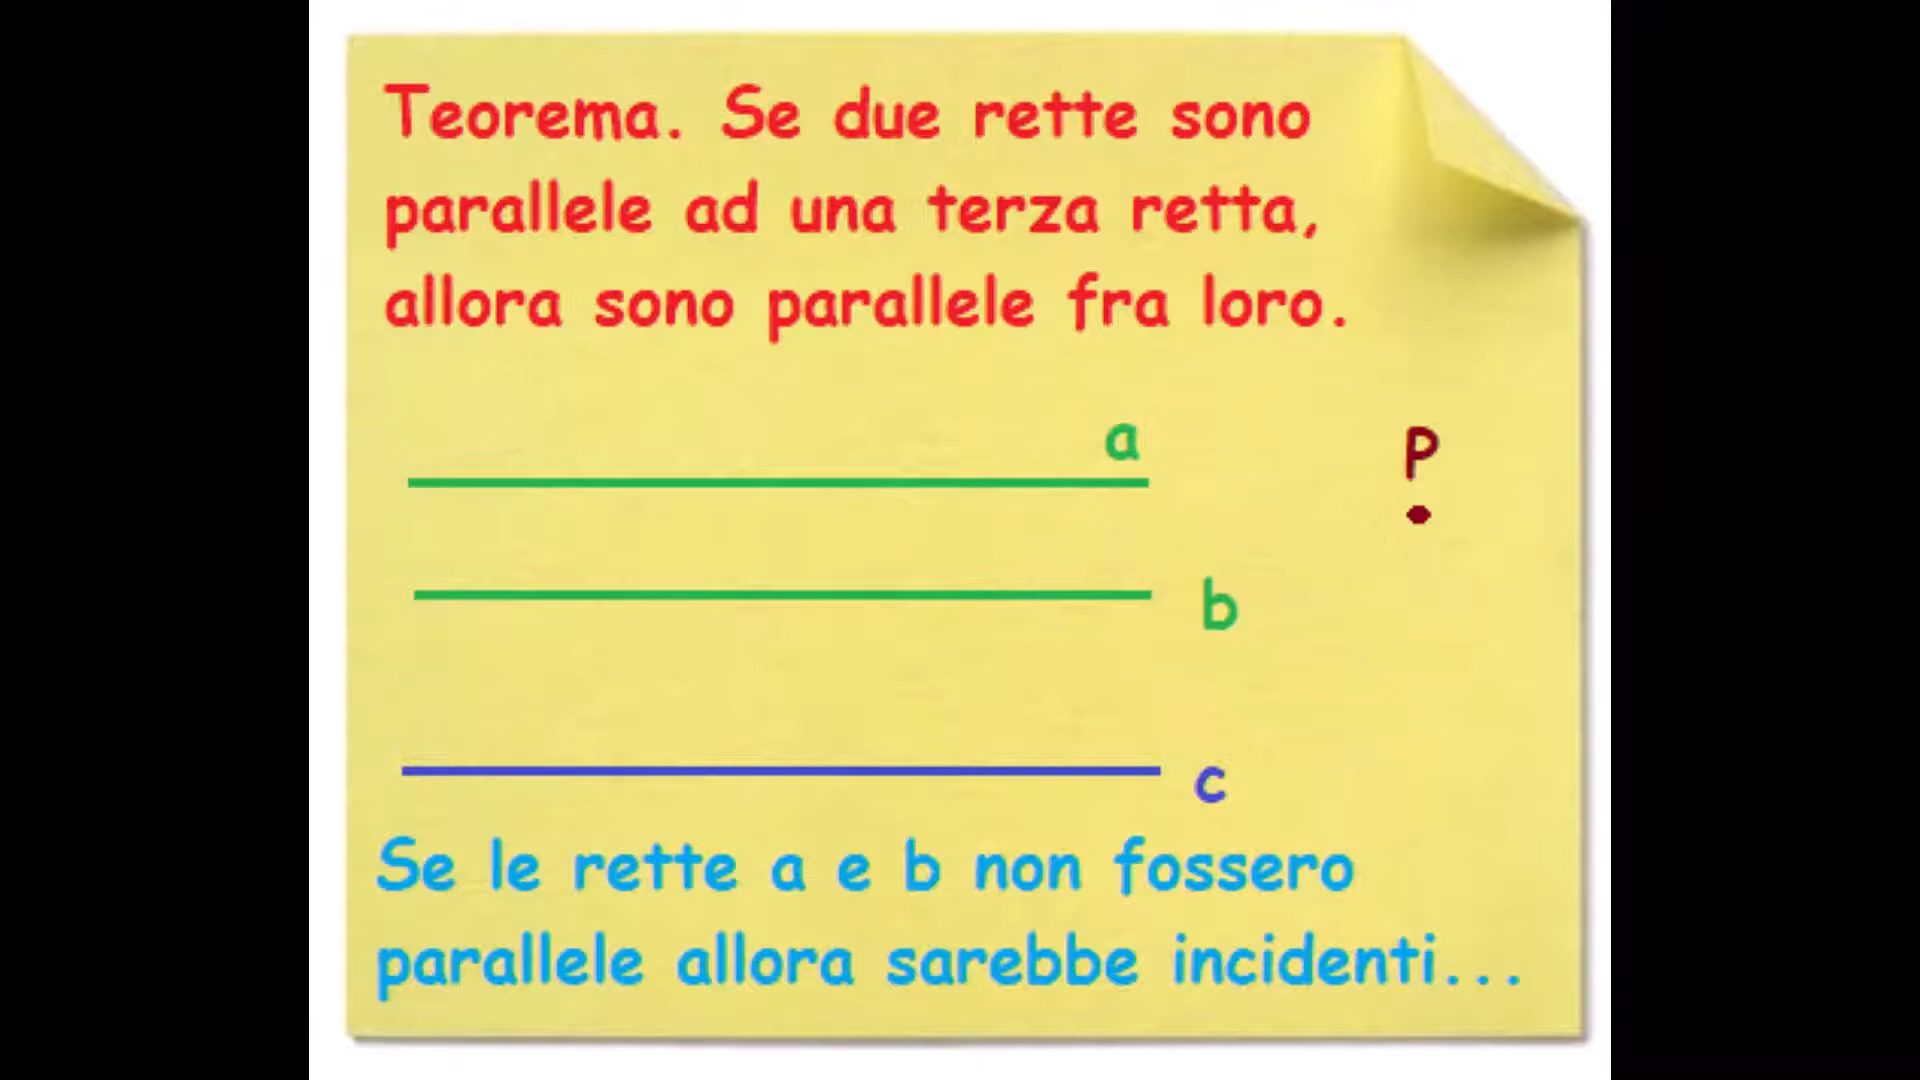 Teorema. Se due rette sono
parallele ad una terza retta,
allora sono parallele fra loro.
a
P
b
c
Se le rette a e b non fossero
parallele allora sarebbe incidenti...